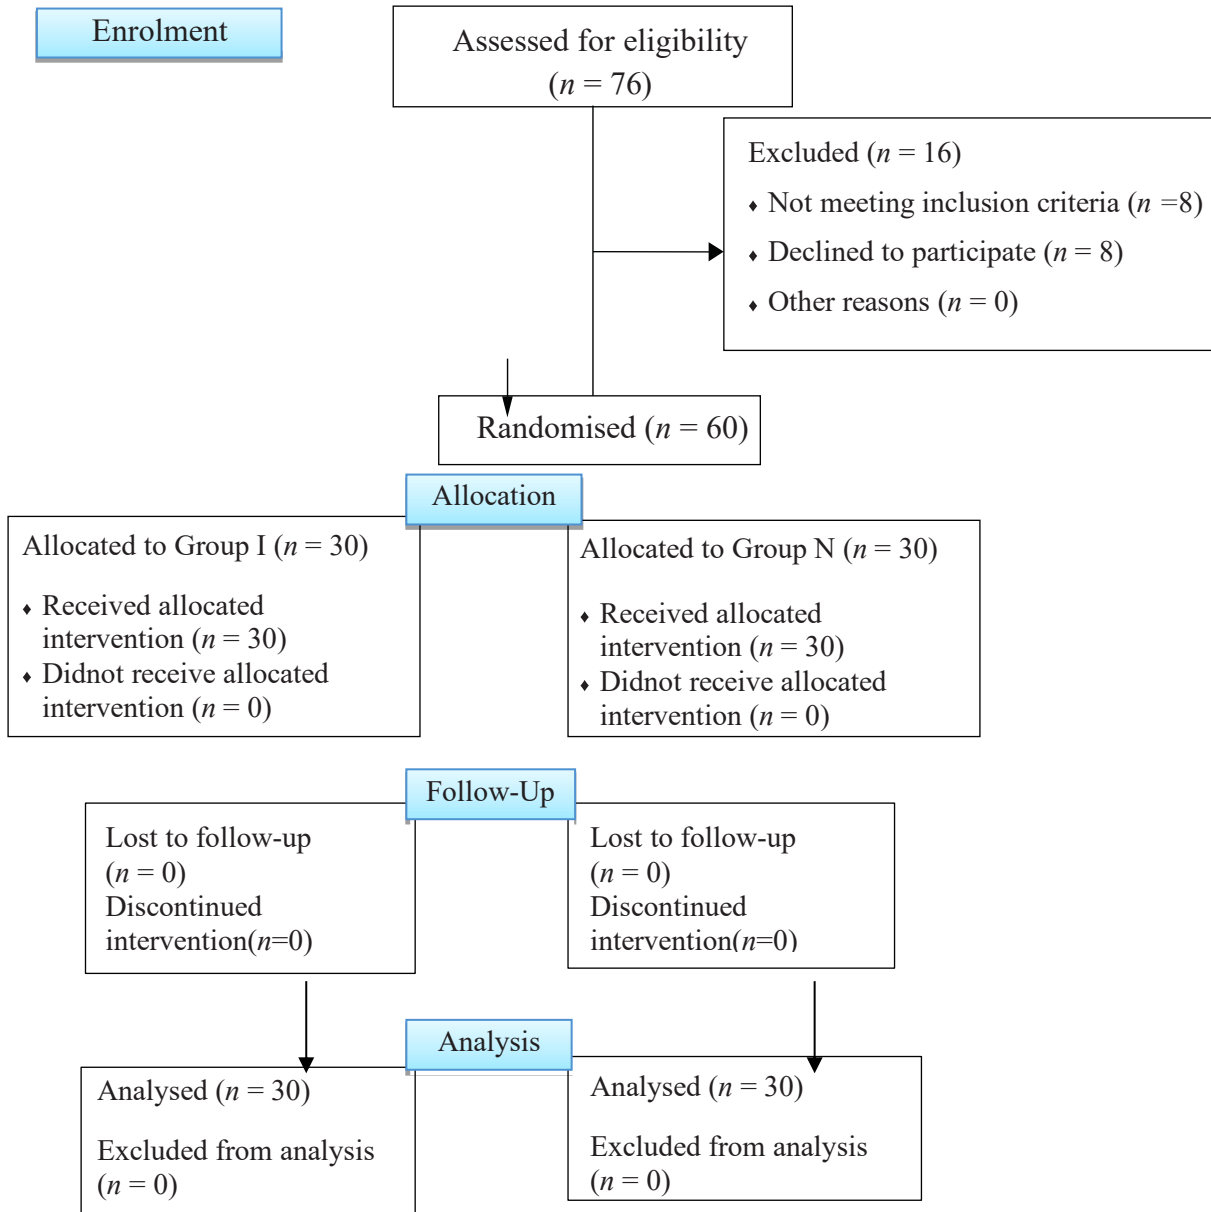 Enrolment
Assessed for eligibility
(n = 76)
Excluded (n = 16)
⬧ Not meeting inclusion criteria (n =8)
⬧ Declined to participate (n = 8)
⬧ Other reasons (n = 0)
Randomised (n = 60)
Allocation
Allocated to Group I (n = 30)
⬧ Received allocated
intervention (n = 30)
⬧ Didnot receive allocated
intervention (n = 0)
Allocated to Group N (n = 30)
⬧ Received allocated
intervention (n = 30)
⬧ Didnot receive allocated
intervention (n = 0)
Follow-Up
Lost to follow-up
(n = 0)
Discontinued
intervention(n=0)
Lost to follow-up
(n = 0)
Discontinued
intervention(n=0)
Analysis
Analysed (n = 30)
Excluded from analysis
(n = 0)
Analysed (n = 30)
Excluded from analysis
(n = 0)